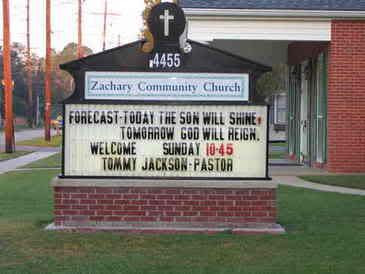 4455
Zachary Community Church
FORECAST-TODAY THE SON WILL SHINE,
TOMORROW GOD WILL REIGN.
WELCOME SUNDAY 10:45
TOMMY JACKSON-PASTOR